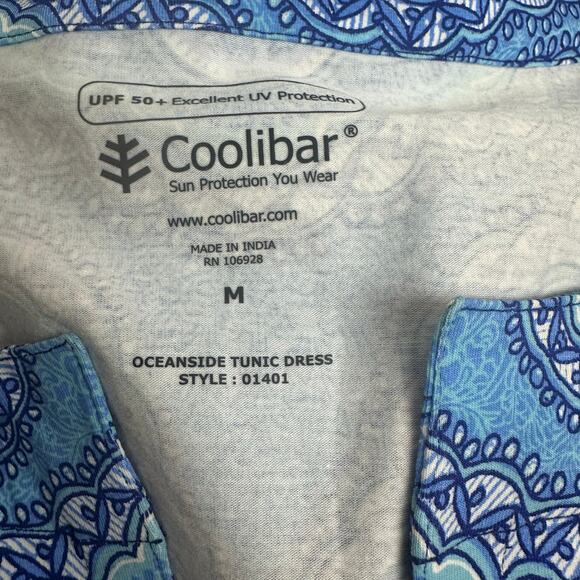 UPF 50+ Excellent UV Protection
Coolibar®
Sun Protection You Wear
www.coolibar.com
MADE IN INDIA
RN 106928
M
OCEANSIDE TUNIC DRESS
STYLE : 01401